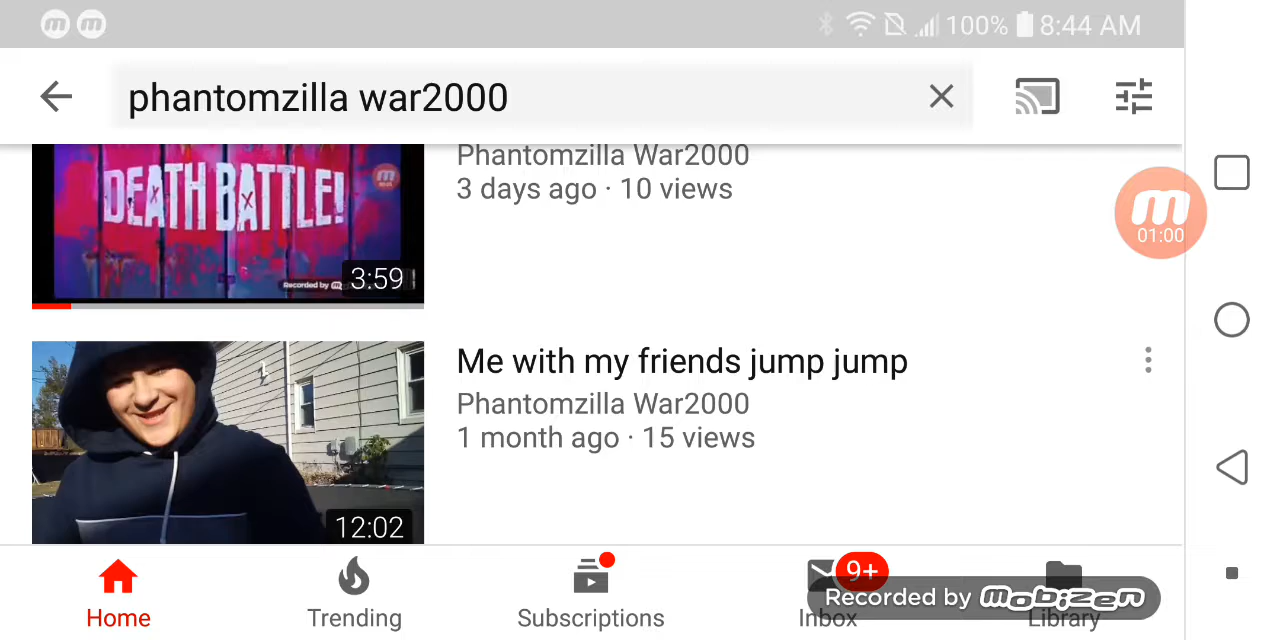 100% 8:44 AM
phantomzilla war2000
Phantomzilla War2000
3 days ago · 10 views
DEATH BATTLE!
01:00
Recorded by
3:59
Me with my friends jump jump
Phantomzilla War2000
1 month ago · 15 views
12:02
9+
Recorded by mobizen
Home
Trending
Subscriptions
Inbox
Library